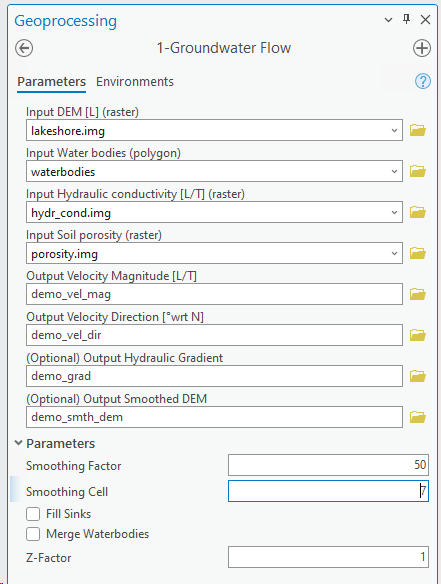 Geoprocessing
1-Groundwater Flow
Parameters Environments
?
Input DEM [L] (raster)
lakeshore.img
Input Water bodies (polygon)
waterbodies
Input Hydraulic conductivity [L/T] (raster)
hydr_cond.img
Input Soil porosity (raster)
porosity.img
Output Velocity Magnitude [L/T]
demo_vel_mag
Output Velocity Direction [°wrt N]
demo_vel_dir
(Optional) Output Hydraulic Gradient
demo_grad
(Optional) Output Smoothed DEM
demo_smth_dem
Parameters
Smoothing Factor 50
Smoothing Cell 7
Fill Sinks
Merge Waterbodies
Z-Factor 1